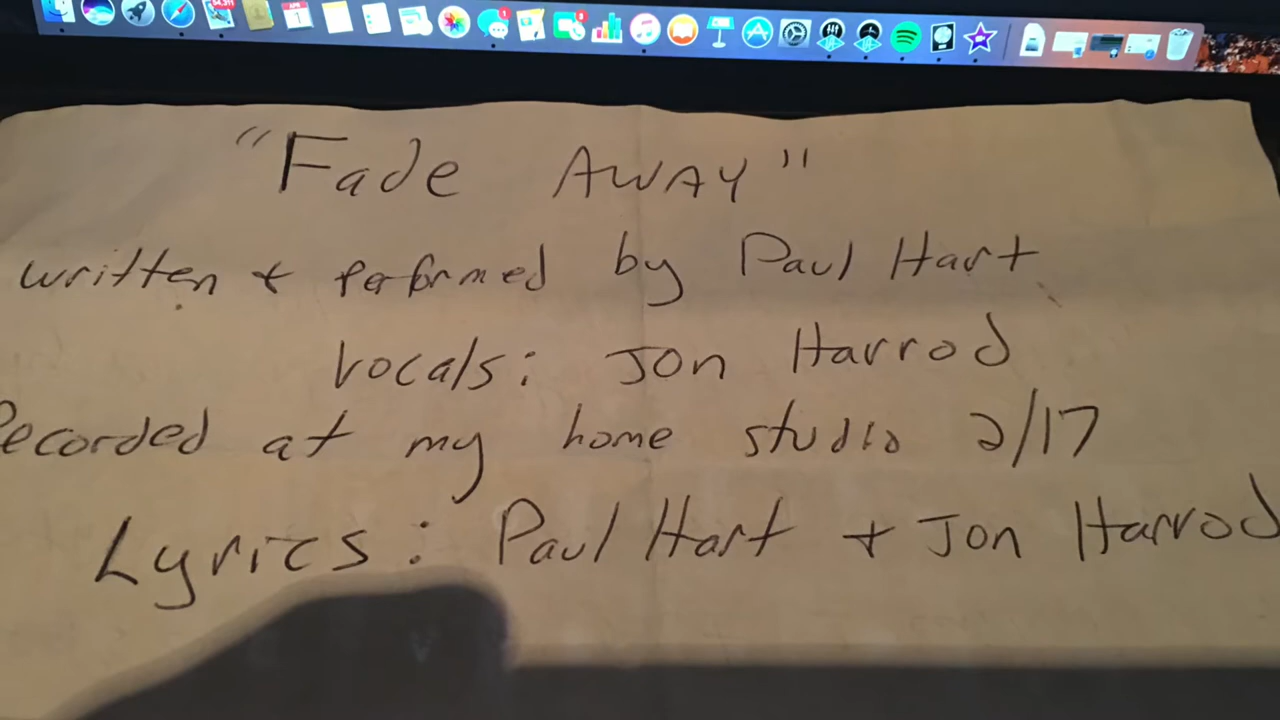 "Fade AWAY"
written + performed by Paul Hart
vocals: Jon Harrod
Recorded at my home studio 2/17
Lyrics: Paul Hart + Jon Harrod